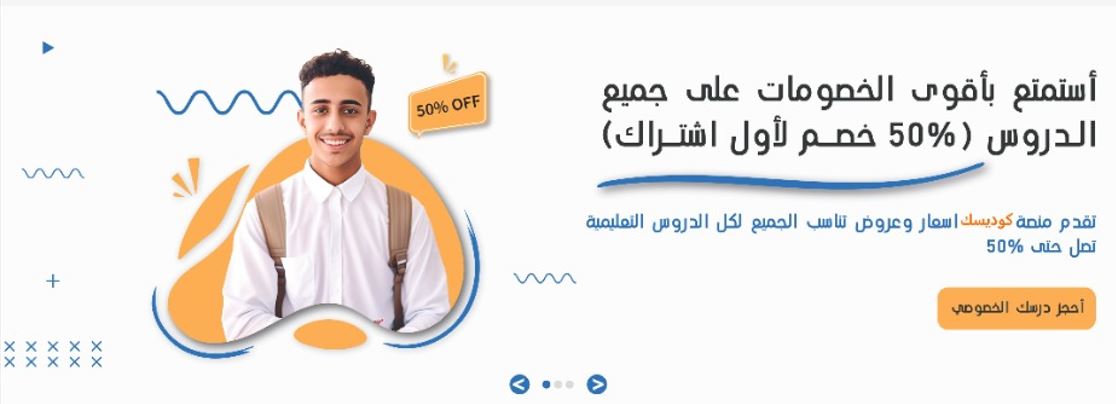 أستمتع بأقوى الخصومات على جميع
الدروس (50% خصم لأول اشتراك)
50% OFF
تقدم منصة كوديسك اسعار وعروض تناسب الجميع لكل الدروس التعليمية
تصل حتى 50%
أحجز درسك الخصوصي